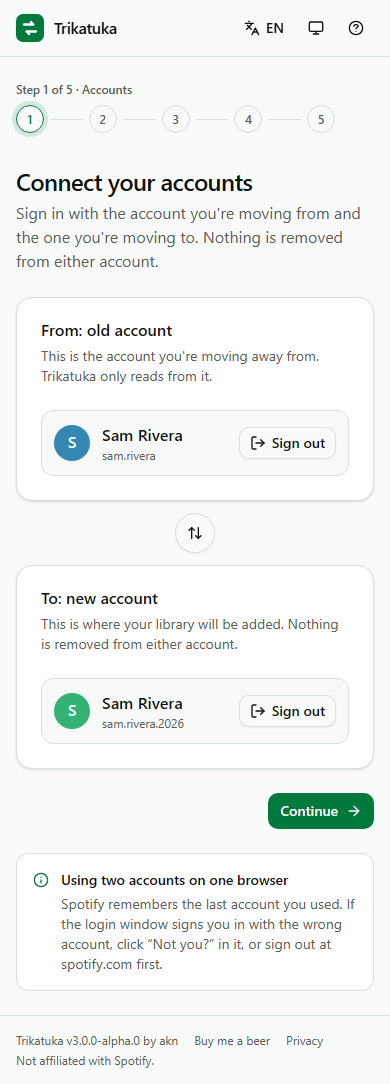 Trikatuka
EN
Step 1 of 5 · Accounts
1
2
3
4
5
Connect your accounts
Sign in with the account you're moving from and
the one you're moving to. Nothing is removed
from either account.
From: old account
This is the account you're moving away from.
Trikatuka only reads from it.
S
Sam Rivera
sam.rivera
Sign out
To: new account
This is where your library will be added. Nothing
is removed from either account.
S
Sam Rivera
sam.rivera.2026
Sign out
Continue
Using two accounts on one browser
Spotify remembers the last account you used. If
the login window signs you in with the wrong
account, click “Not you?” in it, or sign out at
spotify.com first.
Trikatuka v3.0.0-alpha.0 by akn
Buy me a beer
Privacy
Not affiliated with Spotify.